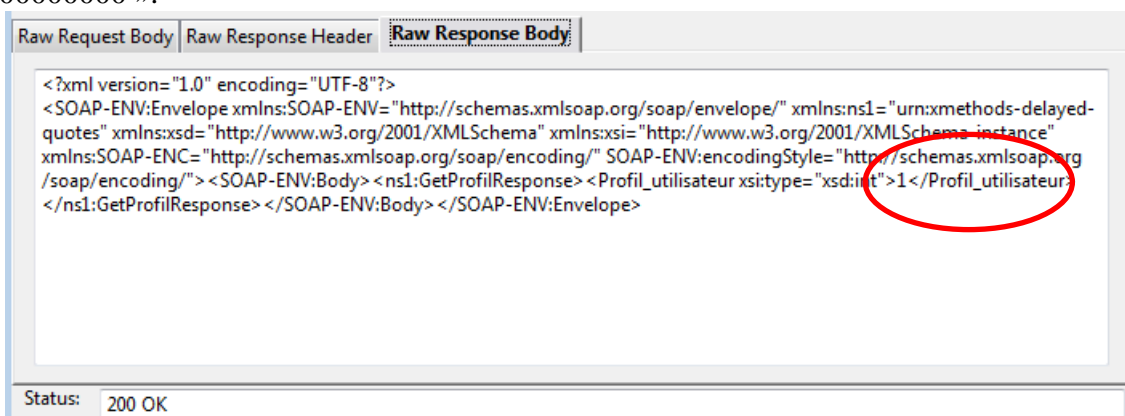 Raw Request Body Raw Response Header Raw Response Body
<?xml version="1.0" encoding="UTF-8"?>
<SOAP-ENV:Envelope xmlns:SOAP-ENV="http://schemas.xmlsoap.org/soap/envelope/" xmlns:ns1="urn:xmethods-delayed-
quotes" xmlns:xsd="http://www.w3.org/2001/XMLSchema" xmlns:xsi="http://www.w3.org/2001/XMLSchema-instance"
xmlns:SOAP-ENC="http://schemas.xmlsoap.org/soap/encoding/" SOAP-ENV:encodingStyle="http://schemas.xmlsoap.org
/soap/encoding/"><SOAP-ENV:Body><ns1:GetProfilResponse><Profil_utilisateur xsi:type="xsd:int">1</Profil_utilisateur>
</ns1:GetProfilResponse></SOAP-ENV:Body></SOAP-ENV:Envelope>
Status: 200 OK